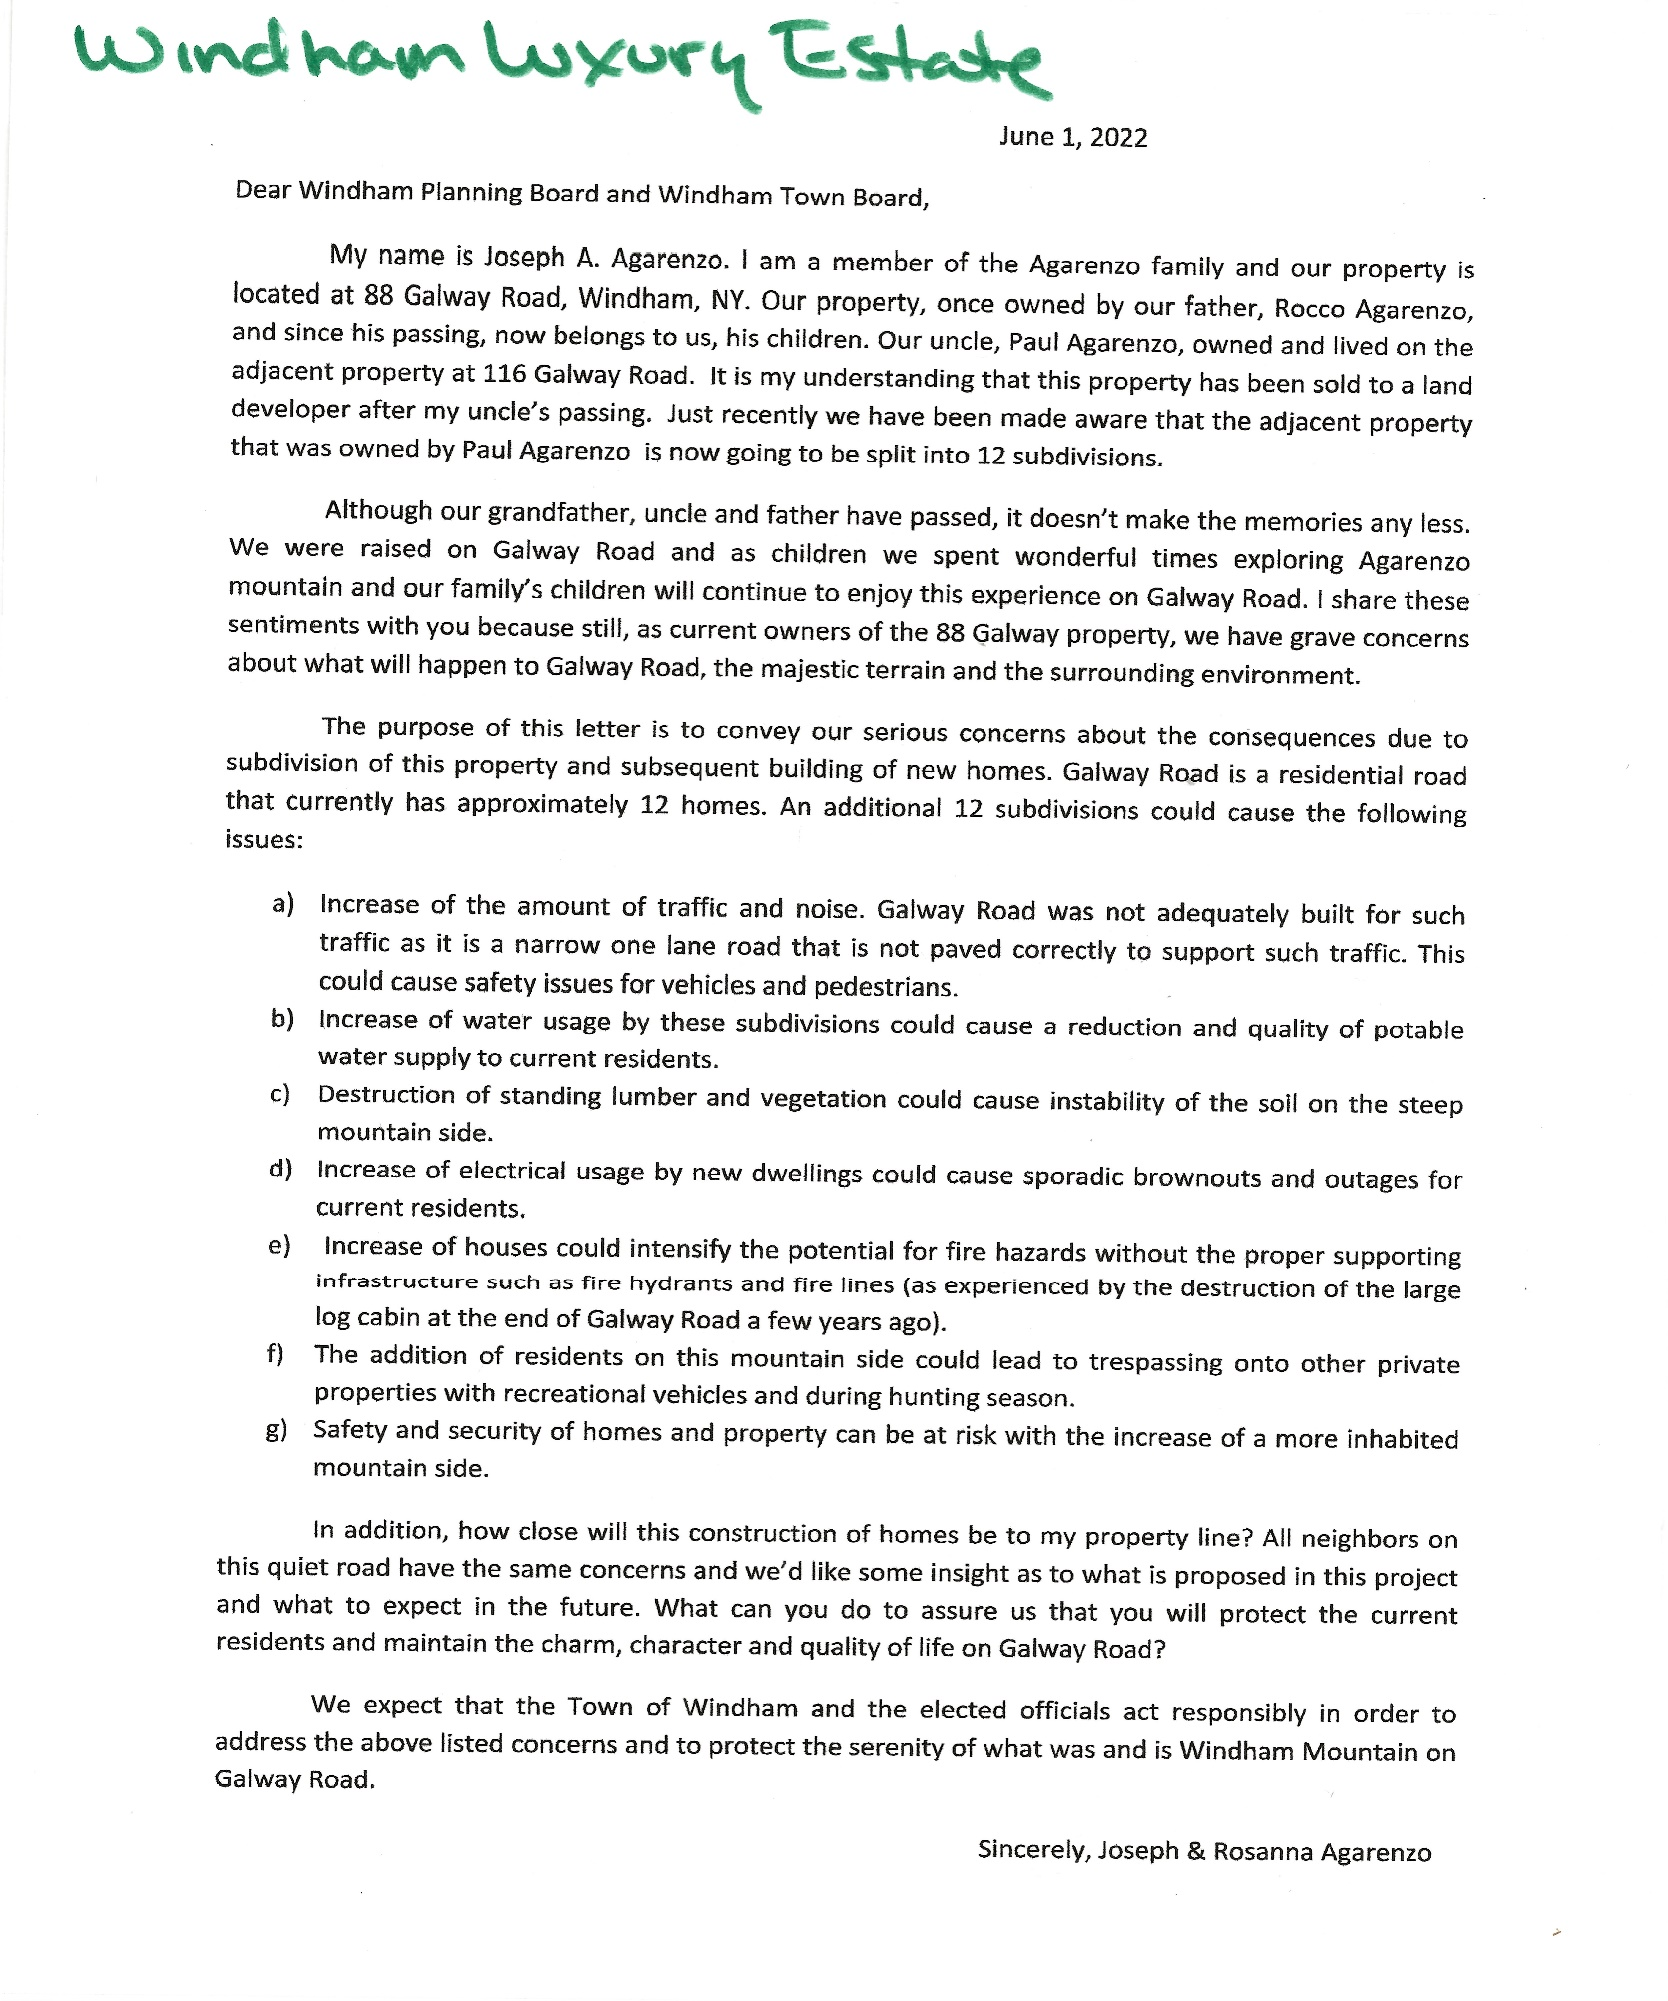 Windham Luxury Estate
June 1, 2022
Dear Windham Planning Board and Windham Town Board,
My name is Joseph A. Agarenzo. I am a member of the Agarenzo family and our property is
located at 88 Galway Road, Windham, NY. Our property, once owned by our father, Rocco Agarenzo,
and since his passing, now belongs to us, his children. Our uncle, Paul Agarenzo, owned and lived on the
adjacent property at 116 Galway Road.  It is my understanding that this property has been sold to a land
developer after my uncle's passing.  Just recently we have been made aware that the adjacent property
that was owned by Paul Agarenzo  is now going to be split into 12 subdivisions.
Although our grandfather, uncle and father have passed, it doesn't make the memories any less.
We were raised on Galway Road and as children we spent wonderful times exploring Agarenzo
mountain and our family's children will continue to enjoy this experience on Galway Road. I share these
sentiments with you because still, as current owners of the 88 Galway property, we have grave concerns
about what will happen to Galway Road, the majestic terrain and the surrounding environment.
The purpose of this letter is to convey our serious concerns about the consequences due to
subdivision of this property and subsequent building of new homes. Galway Road is a residential road
that currently has approximately 12 homes. An additional 12 subdivisions could cause the following
issues:
a) Increase of the amount of traffic and noise. Galway Road was not adequately built for such
traffic as it is a narrow one lane road that is not paved correctly to support such traffic. This
could cause safety issues for vehicles and pedestrians.
b) Increase of water usage by these subdivisions could cause a reduction and quality of potable
water supply to current residents.
c) Destruction of standing lumber and vegetation could cause instability of the soil on the steep
mountain side.
d) Increase of electrical usage by new dwellings could cause sporadic brownouts and outages for
current residents.
e) Increase of houses could intensify the potential for fire hazards without the proper supporting
infrastructure such as fire hydrants and fire lines (as experienced by the destruction of the large
log cabin at the end of Galway Road a few years ago).
f) The addition of residents on this mountain side could lead to trespassing onto other private
properties with recreational vehicles and during hunting season.
g) Safety and security of homes and property can be at risk with the increase of a more inhabited
mountain side.
In addition, how close will this construction of homes be to my property line? All neighbors on
this quiet road have the same concerns and we'd like some insight as to what is proposed in this project
and what to expect in the future. What can you do to assure us that you will protect the current
residents and maintain the charm, character and quality of life on Galway Road?
We expect that the Town of Windham and the elected officials act responsibly in order to
address the above listed concerns and to protect the serenity of what was and is Windham Mountain on
Galway Road.
Sincerely, Joseph & Rosanna Agarenzo